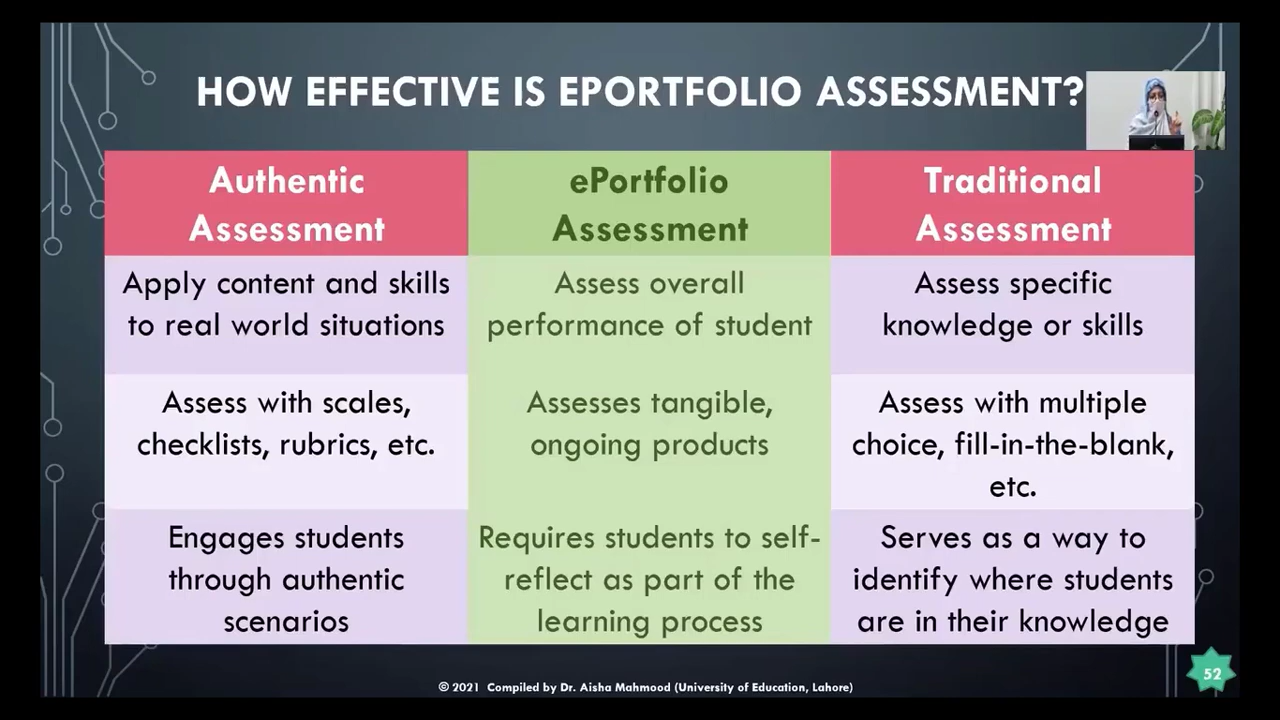 HOW EFFECTIVE IS EPORTFOLIO ASSESSMENT?
Authentic
Assessment
ePortfolio
Assessment
Traditional
Assessment
Apply content and skills
to real world situations
Assess overall
performance of student
Assess specific
knowledge or skills
Assess with scales,
checklists, rubrics, etc.
Assesses tangible,
ongoing products
Assess with multiple
choice, fill-in-the-blank,
etc.
Engages students
through authentic
scenarios
Requires students to self-
reflect as part of the
learning process
Serves as a way to
identify where students
are in their knowledge
© 2021 Compiled by Dr. Aisha Mahmood (University of Education, Lahore)
52